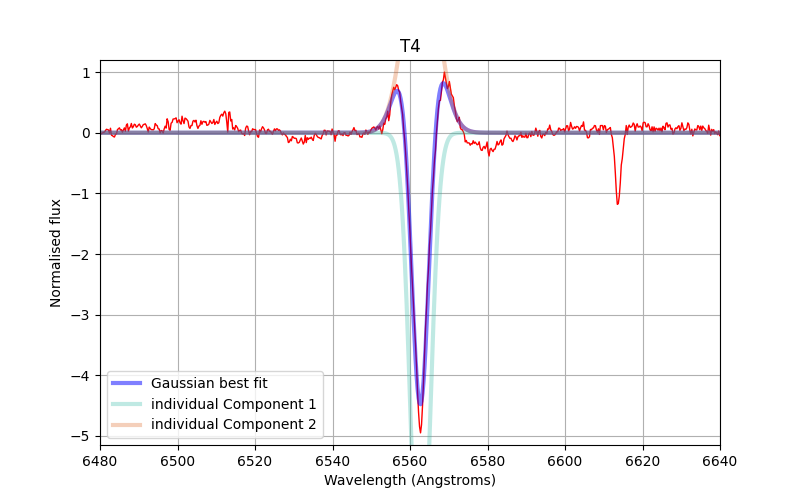 T4
1
0
−1
−2
−3
−4
−5
Normalised flux
Gaussian best fit
individual Component 1
individual Component 2
6480 6500 6520 6540 6560 6580 6600 6620 6640
Wavelength (Angstroms)